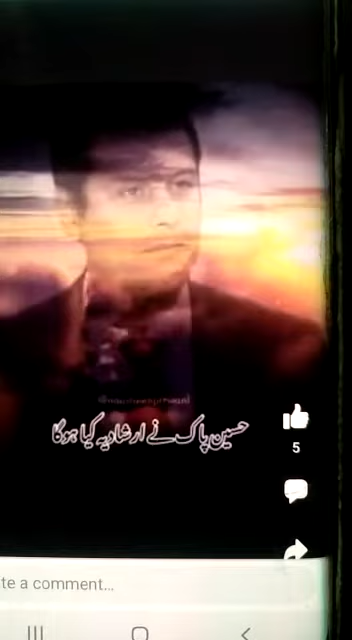 حسین پاک نے ارشاد یہ کیا ہوگا
5
te a comment...